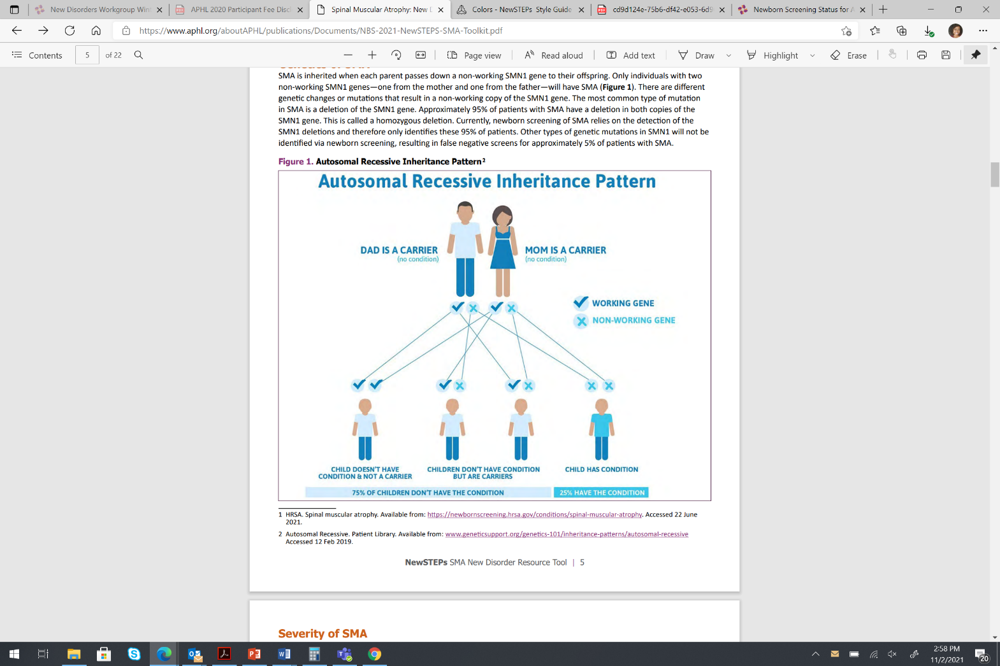 New Disorders Workgroup Win
APHL 2020 Participant Fee Discl
Spinal Muscular Atrophy: New D
Colors - NewSTEPs Style Guide
cd9d124e-75b6-df42-e053-6d9
Newborn Screening Status for A
https://www.aphl.org/aboutAPHL/publications/Documents/NBS-2021-NewSTEPS-SMA-Toolkit.pdf
Contents
5
of 22
Page view
Read aloud
Add text
Draw
Highlight
Erase
SMA is inherited when each parent passes down a non-working SMN1 gene to their offspring. Only individuals with two
non-working SMN1 genes—one from the mother and one from the father—will have SMA (Figure 1). There are different
genetic changes or mutations that result in a non-working copy of the SMN1 gene. The most common type of mutation
in SMA is a deletion of the SMN1 gene. Approximately 95% of patients with SMA have a deletion in both copies of the
SMN1 gene. This is called a homozygous deletion. Currently, newborn screening of SMA relies on the detection of the
SMN1 deletions and therefore only identifies these 95% of patients. Other types of genetic mutations in SMN1 will not be
identified via newborn screening, resulting in false negative screens for approximately 5% of patients with SMA.
Figure 1. Autosomal Recessive Inheritance Pattern2
Autosomal Recessive Inheritance Pattern
DAD IS A CARRIER
(no condition)
MOM IS A CARRIER
(no condition)
WORKING GENE
NON-WORKING GENE
CHILD DOESN'T HAVE
CONDITION & NOT A CARRIER
CHILDREN DON'T HAVE CONDITION
BUT ARE CARRIERS
CHILD HAS CONDITION
75% OF CHILDREN DON'T HAVE THE CONDITION
25% HAVE THE CONDITION
1 HRSA. Spinal muscular atrophy. Available from: https://newbornscreening.hrsa.gov/conditions/spinal-muscular-atrophy. Accessed 22 June
2021.
2 Autosomal Recessive. Patient Library. Available from: www.geneticsupport.org/genetics-101/inheritance-patterns/autosomal-recessive
Accessed 12 Feb 2019.
NewSTEPs SMA New Disorder Resource Tool | 5
Severity of SMA
2:58 PM
11/2/2021
20